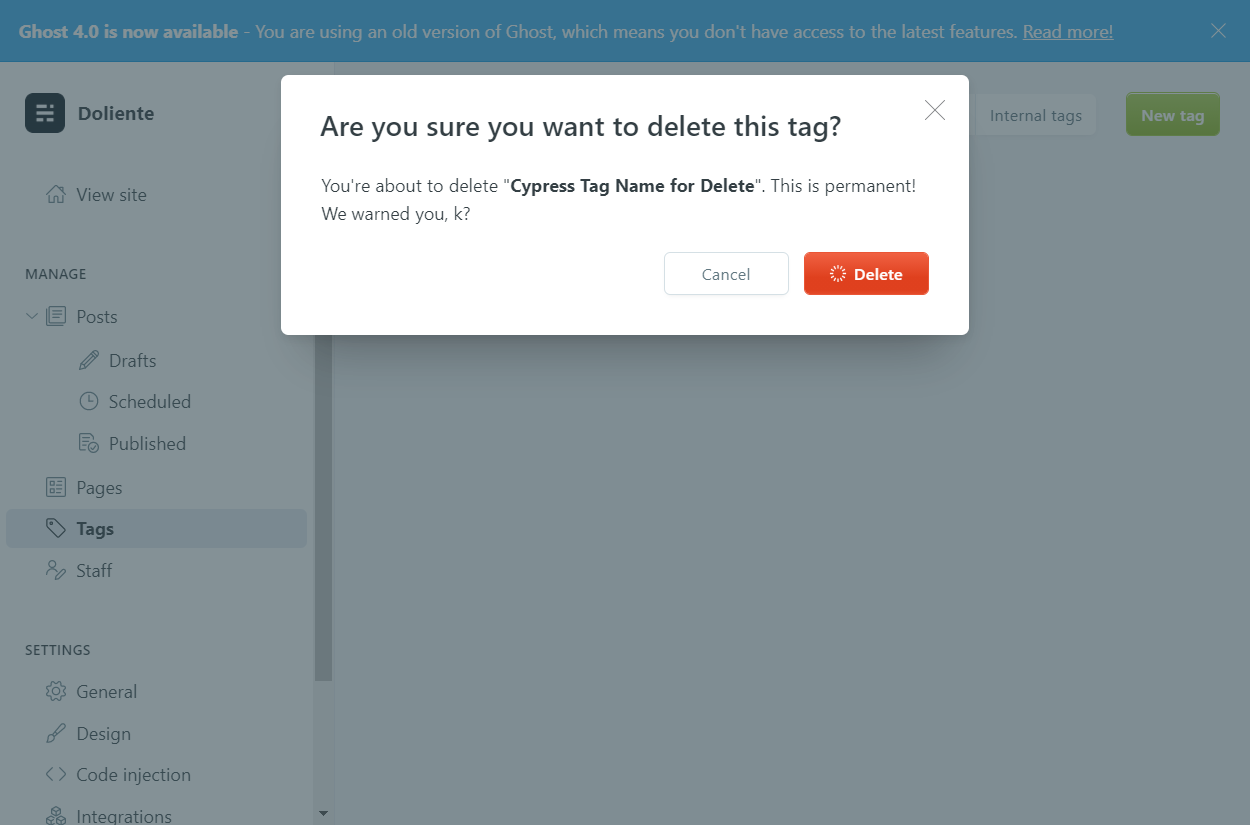 Ghost 4.0 is now available - You are using an old version of Ghost, which means you don't have access to the latest features. Read more!
Doliente
Internal tags
New tag
Are you sure you want to delete this tag?
You're about to delete "Cypress Tag Name for Delete". This is permanent!
We warned you, k?
Cancel
Delete
View site
MANAGE
Posts
Drafts
Scheduled
Published
Pages
Tags
Staff
SETTINGS
General
Design
Code injection
Integrations